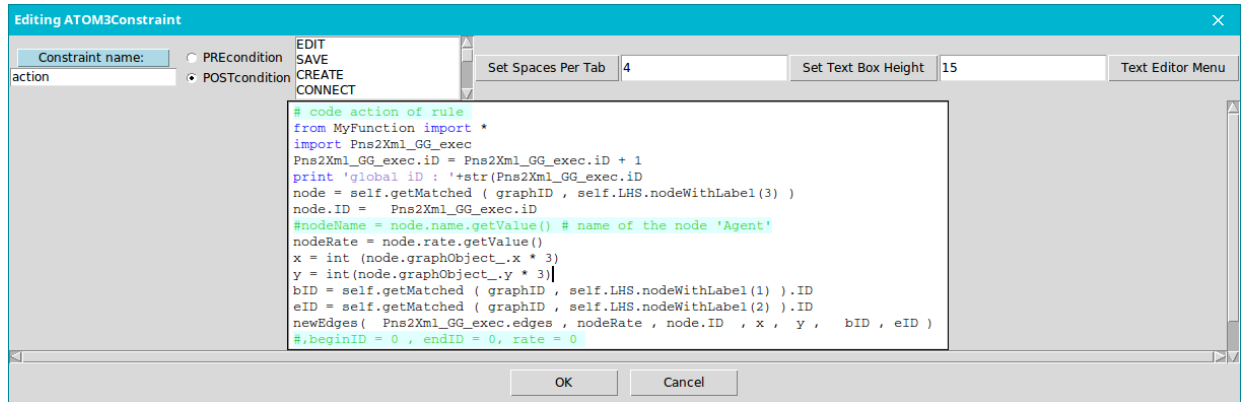 Editing ATOM3Constraint
Constraint name:
action
PREcondition
POSTcondition
EDIT
SAVE
CREATE
CONNECT
Set Spaces Per Tab 4
Set Text Box Height 15
Text Editor Menu
# code action of rule
from MyFunction import *
import Pns2Xml_GG_exec
Pns2Xml_GG_exec.iD = Pns2Xml_GG_exec.iD + 1
print 'global iD : '+str(Pns2Xml_GG_exec.iD
node = self.getMatched ( graphID , self.LHS.nodeWithLabel(3) )
node.ID =   Pns2Xml_GG_exec.iD
#nodeName = node.name.getValue() # name of the node 'Agent'
nodeRate = node.rate.getValue()
x = int (node.graphObject_.x * 3)
y = int(node.graphObject_.y * 3)
bID = self.getMatched ( graphID , self.LHS.nodeWithLabel(1) ).ID
eID = self.getMatched ( graphID , self.LHS.nodeWithLabel(2) ).ID
newEdges(  Pns2Xml_GG_exec.edges , nodeRate , node.ID  , x ,  y ,   bID , eID )
#,beginID = 0 , endID = 0, rate = 0
OK
Cancel